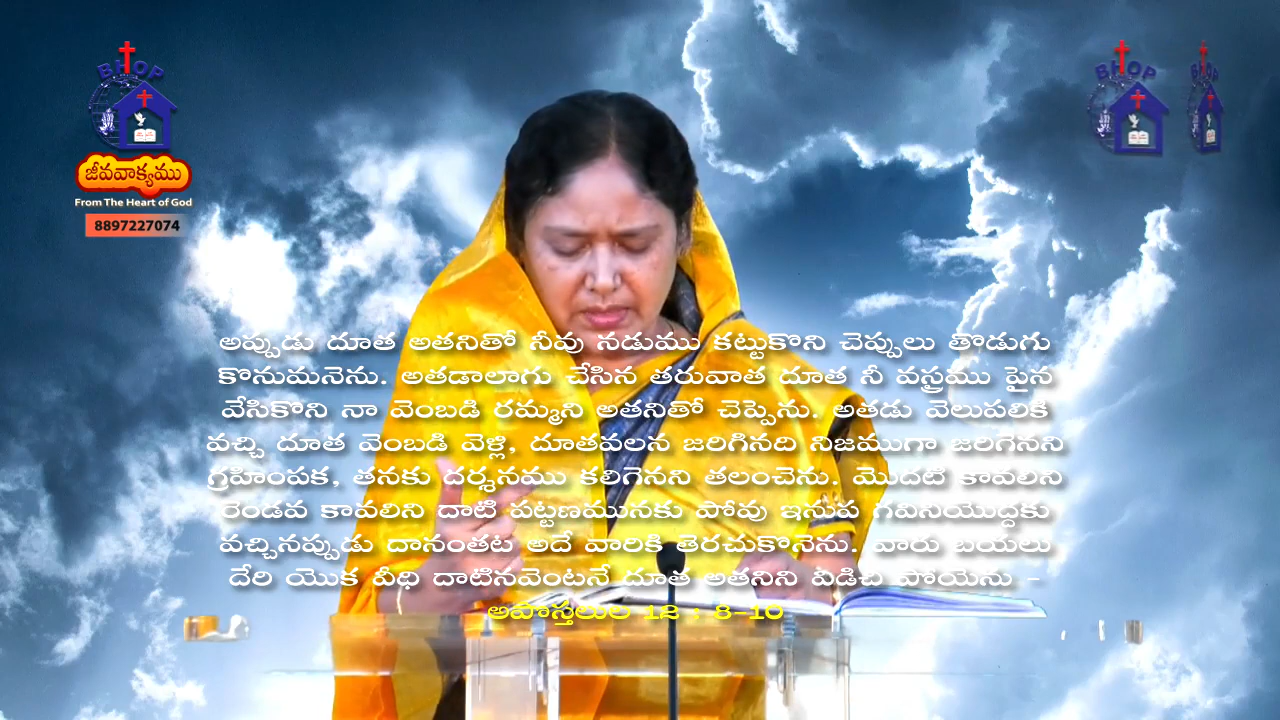 BHOP
జీవవాక్యము
From The Heart of God
8897227074
BHOP
BHOP
అప్పుడు దూత అతనితో నీవు నడుము కట్టుకొని చెప్పులు తొడుగు
కొనుమనెను. అతడాలాగు చేసిన తరువాత దూత నీ వస్త్రము పైన
వేసికొని నా వెంబడి రమ్మని అతనితో చెప్పెను. అతడు వెలుపలికి
వచ్చి దూత వెంబడి వెళ్లి, దూతవలన జరిగినది నిజముగా జరిగెనని
గ్రహింపక, తనకు దర్శనము కలిగెనని తలంచెను. మొదటి కావలిని
రెండవ కావలిని దాటి పట్టణమునకు పోవు ఇనుప గవినియొద్దకు
వచ్చినప్పుడు దానంతట అదే వారికి తెరచుకొనెను. వారు బయలు
దేరి యొక వీధి దాటినవెంటనే దూత అతనిని విడిచి పోయెను -
అపొస్తలుల 12 : 8-10